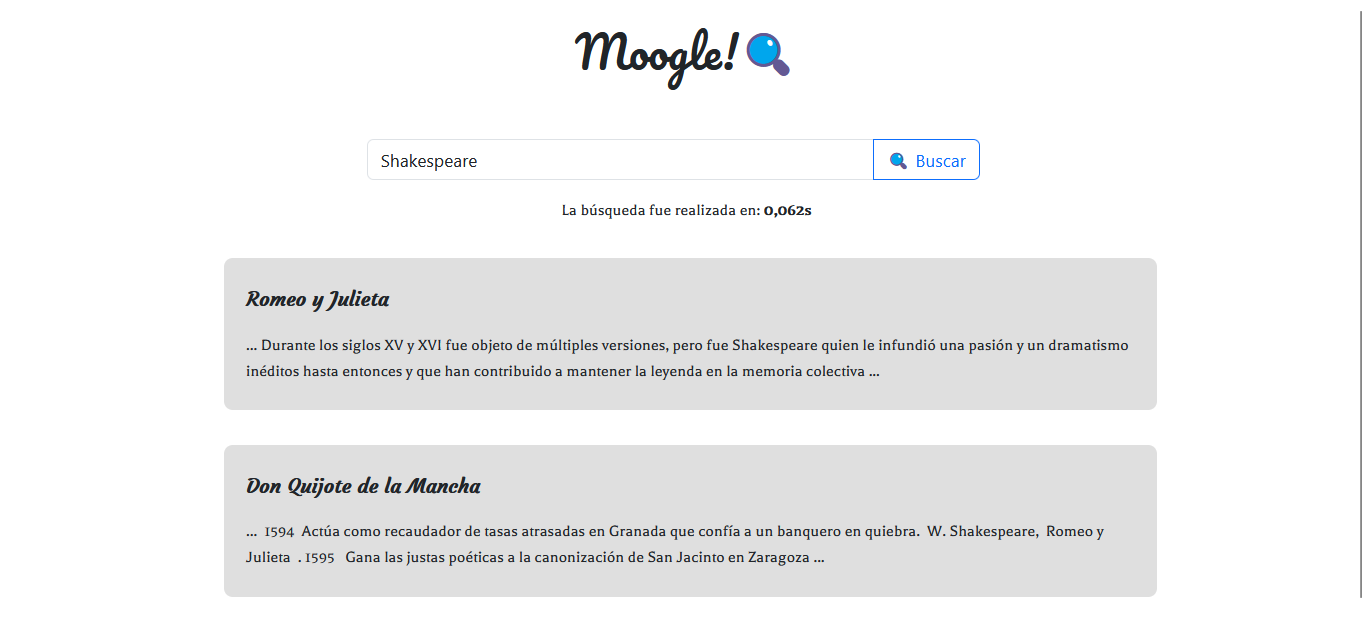 Moogle!
Shakespeare
Buscar
La búsqueda fue realizada en: 0,062s
Romeo y Julieta
... Durante los siglos XV y XVI fue objeto de múltiples versiones, pero fue Shakespeare quien le infundió una pasión y un dramatismo
inéditos hasta entonces y que han contribuido a mantener la leyenda en la memoria colectiva ...
Don Quijote de la Mancha
... 1594 Actúa como recaudador de tasas atrasadas en Granada que confía a un banquero en quiebra. W. Shakespeare, Romeo y
Julieta . 1595 Gana las justas poéticas a la canonización de San Jacinto en Zaragoza ...